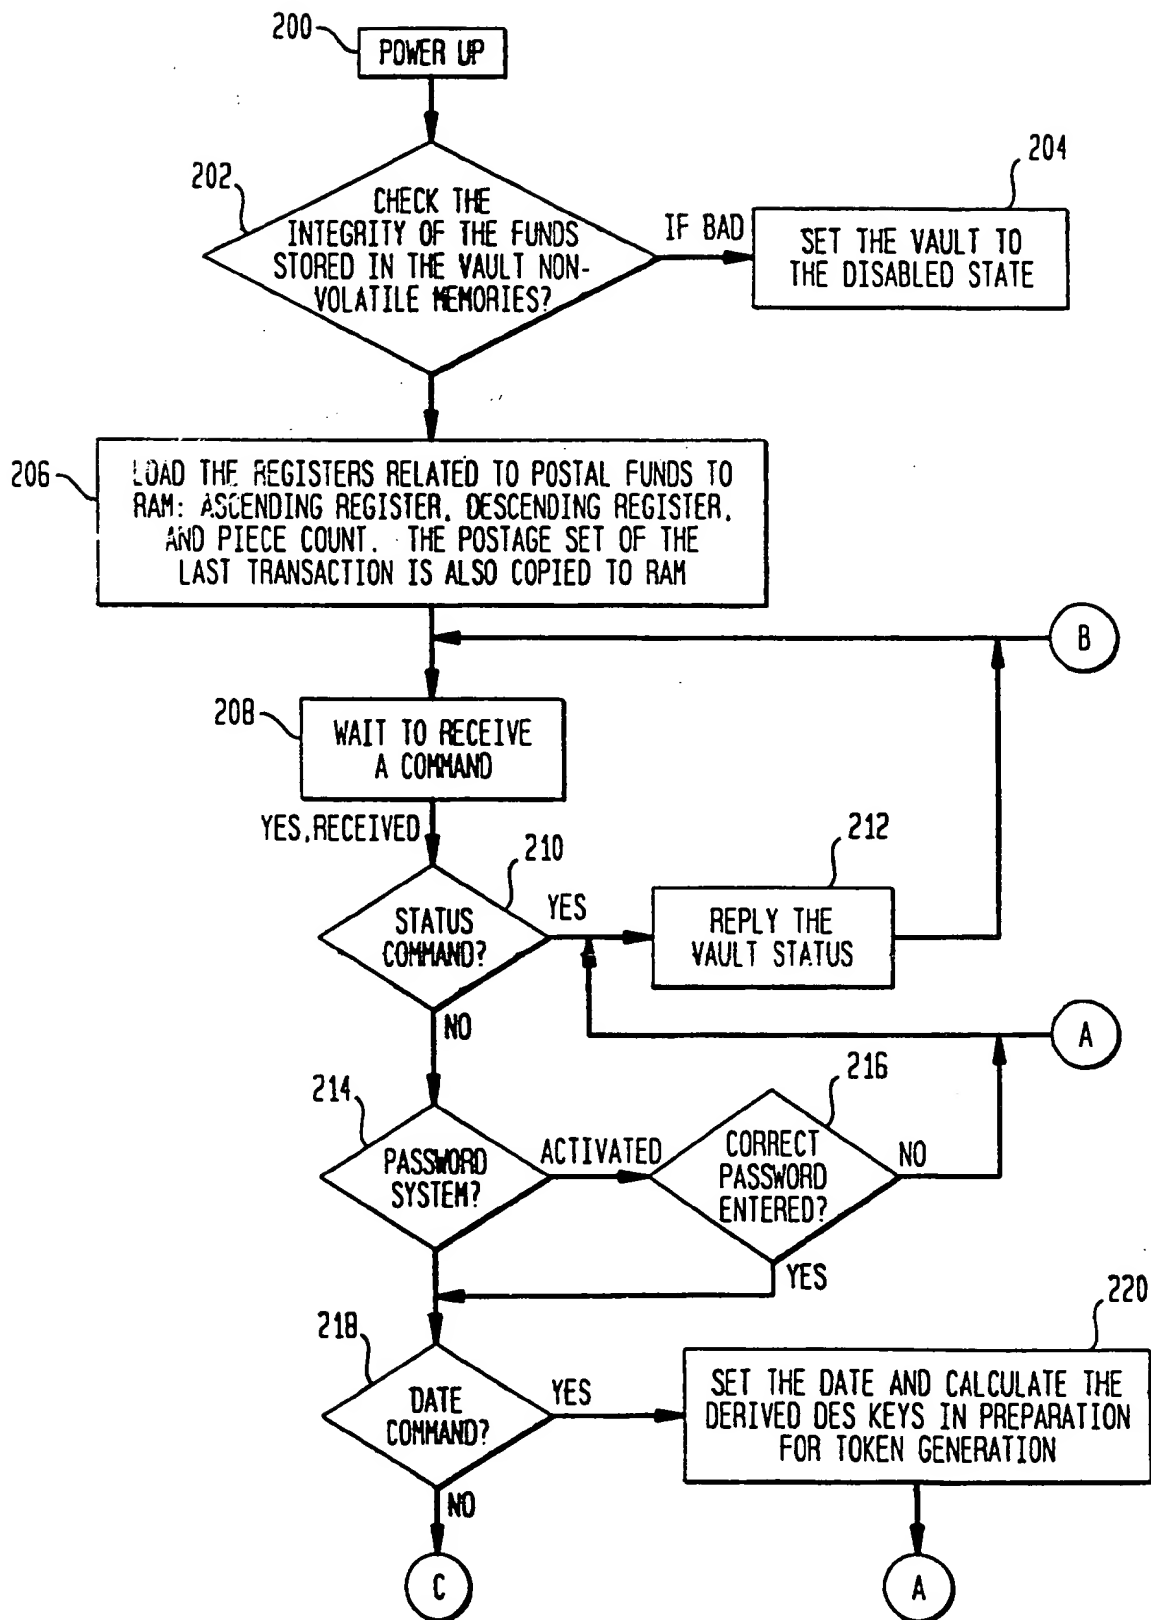 200
POWER UP
202
CHECK THE
INTEGRITY OF THE FUNDS
STORED IN THE VAULT NON-
VOLATILE MEMORIES?
IF BAD
204
SET THE VAULT TO
THE DISABLED STATE
206
LOAD THE REGISTERS RELATED TO POSTAL FUNDS TO
RAM: ASCENDING REGISTER, DESCENDING REGISTER,
AND PIECE COUNT. THE POSTAGE SET OF THE
LAST TRANSACTION IS ALSO COPIED TO RAM
B
208
WAIT TO RECEIVE
A COMMAND
YES,RECEIVED
210
STATUS
COMMAND?
YES
212
REPLY THE
VAULT STATUS
NO
A
214
PASSWORD
SYSTEM?
ACTIVATED
216
CORRECT
PASSWORD
ENTERED?
NO
YES
218
DATE
COMMAND?
YES
220
SET THE DATE AND CALCULATE THE
DERIVED DES KEYS IN PREPARATION
FOR TOKEN GENERATION
NO
C
A